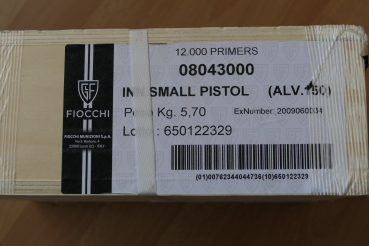 12.000 PRIMERS
08043000
SMALL PISTOL (ALV.150)
Kg. 5,70 ExNumber: 2009060034
: 650122329
GF
FIOCCHI
FIOCCHI MUNIZIONI S.p.A.
(01)00762344044736(10)650122329